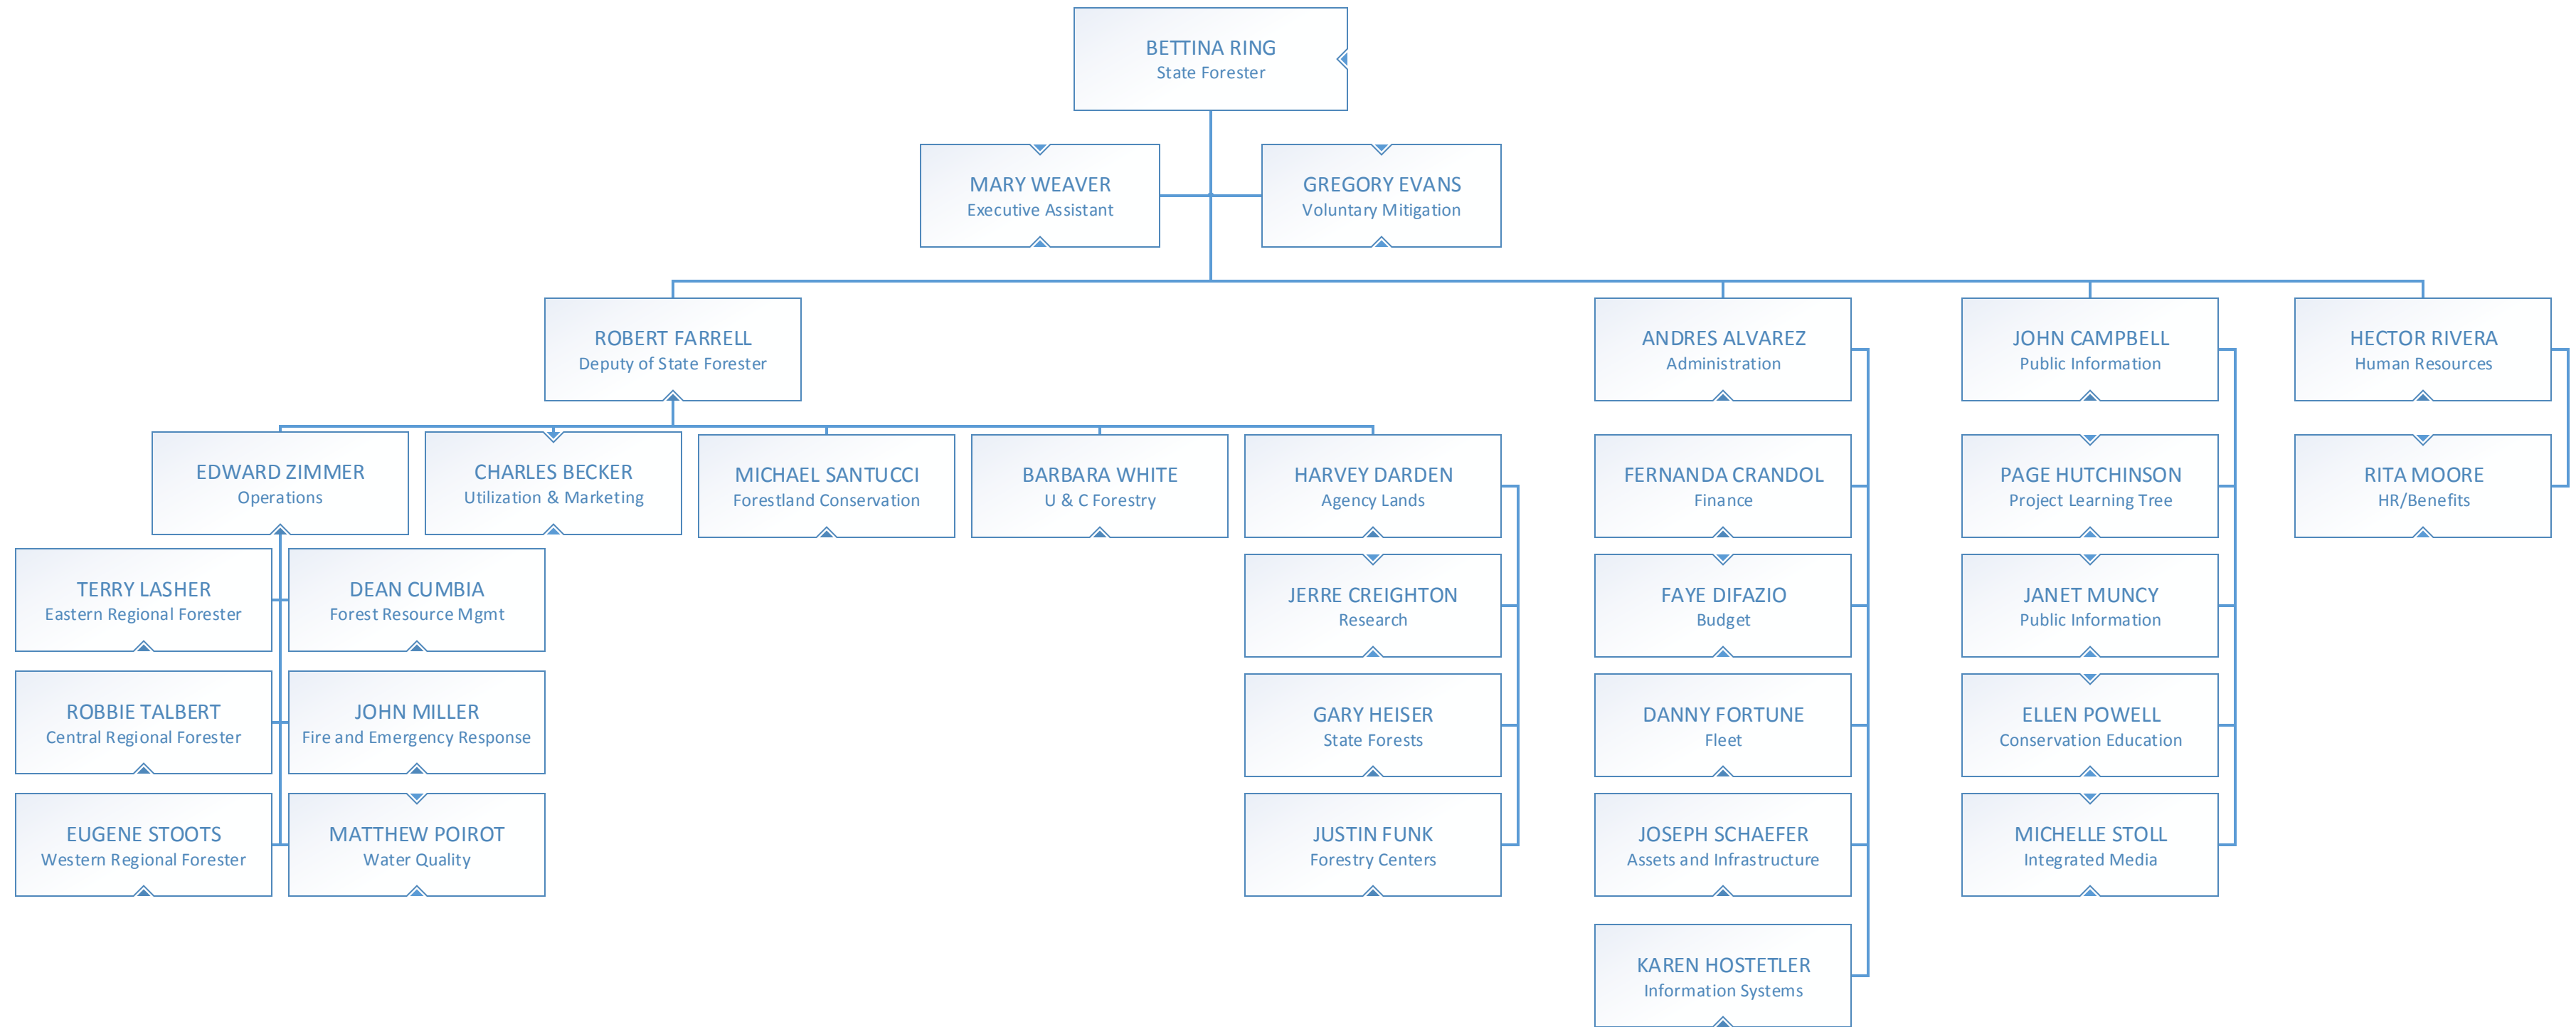 BETTINA RING
State Forester
MARY WEAVER
Executive Assistant
GREGORY EVANS
Voluntary Mitigation
ROBERT FARRELL
Deputy of State Forester
ANDRES ALVAREZ
Administration
JOHN CAMPBELL
Public Information
HECTOR RIVERA
Human Resources
EDWARD ZIMMER
Operations
CHARLES BECKER
Utilization & Marketing
MICHAEL SANTUCCI
Forestland Conservation
BARBARA WHITE
U & C Forestry
HARVEY DARDEN
Agency Lands
FERNANDA CRANDOL
Finance
PAGE HUTCHINSON
Project Learning Tree
RITA MOORE
HR/Benefits
TERRY LASHER
Eastern Regional Forester
DEAN CUMBIA
Forest Resource Mgmt
JERRE CREIGHTON
Research
FAYE DIFAZIO
Budget
JANET MUNCY
Public Information
ROBBIE TALBERT
Central Regional Forester
JOHN MILLER
Fire and Emergency Response
GARY HEISER
State Forests
DANNY FORTUNE
Fleet
ELLEN POWELL
Conservation Education
EUGENE STOOTS
Western Regional Forester
MATTHEW POIROT
Water Quality
JUSTIN FUNK
Forestry Centers
JOSEPH SCHAEFER
Assets and Infrastructure
MICHELLE STOLL
Integrated Media
KAREN HOSTETLER
Information Systems